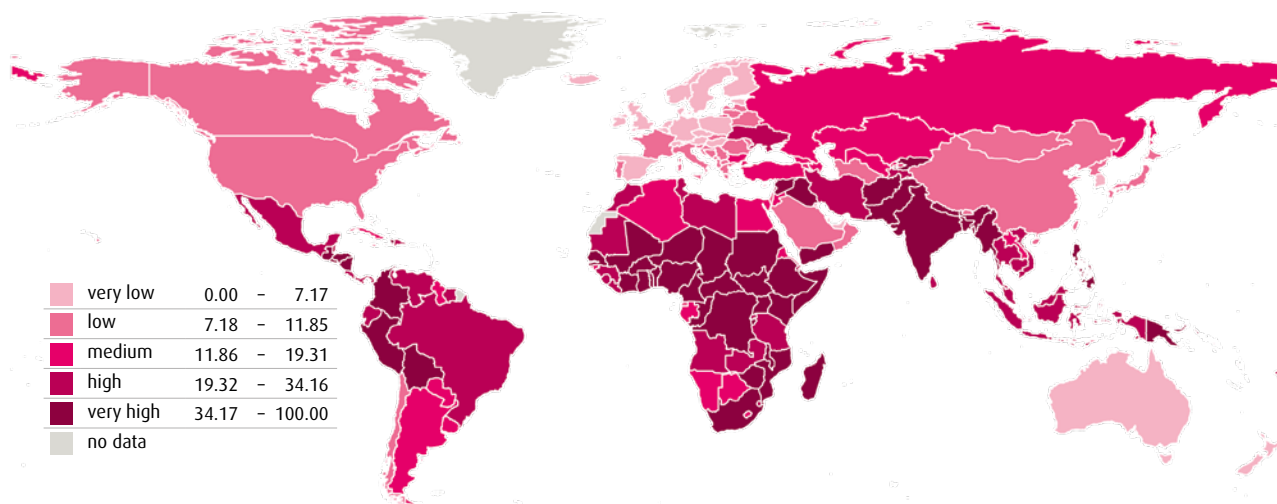 very low 0.00 – 7.17
low 7.18 – 11.85
medium 11.86 – 19.31
high 19.32 – 34.16
very high 34.17 – 100.00
no data